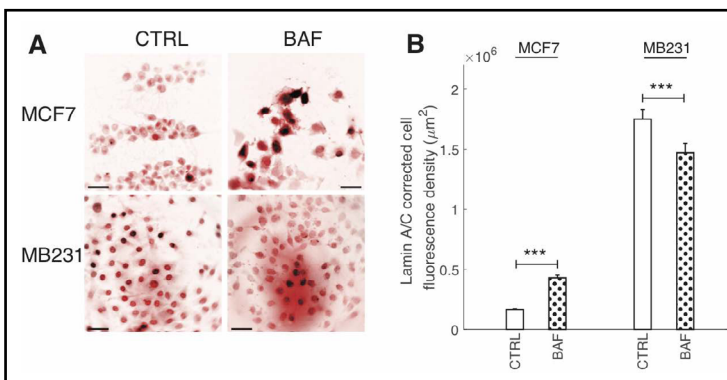 A
CTRL
BAF
MCF7
MB231
B
×10⁶
MCF7
MB231
***
***
2
1.5
1
0.5
0
Lamin A/C corrected cell
fluorescence density (μm²)
CTRL
BAF
CTRL
BAF